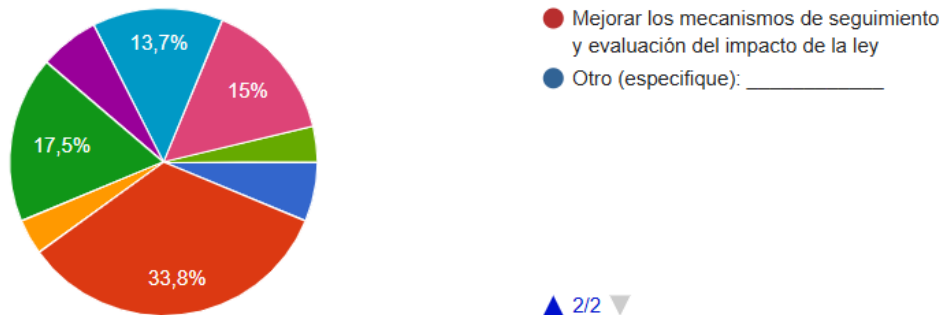 13,7%
15%
17,5%
33,8%
Mejorar los mecanismos de seguimiento
y evaluación del impacto de la ley
Otro (especifique): ____________
2/2